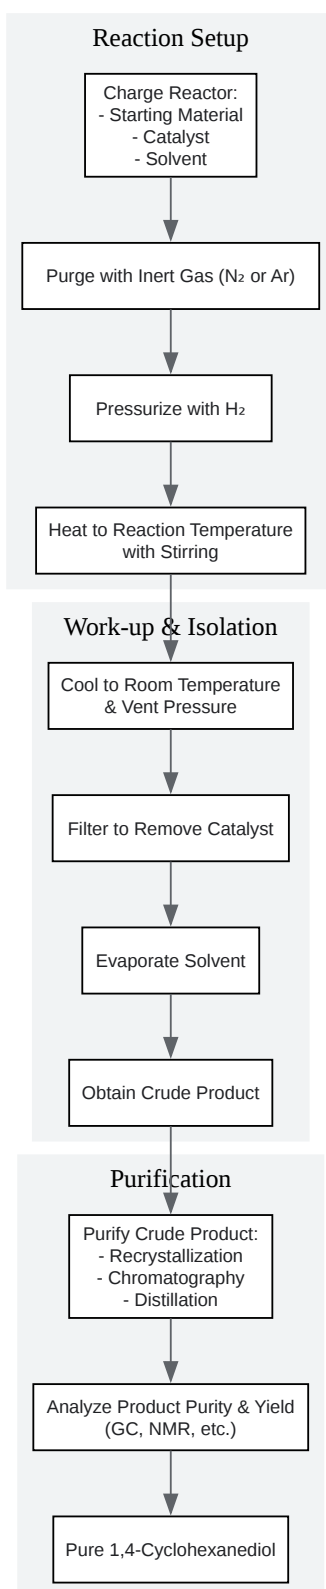 Reaction Setup
Charge Reactor:
- Starting Material
- Catalyst
- Solvent
Purge with Inert Gas (N₂ or Ar)
Pressurize with H₂
Heat to Reaction Temperature
with Stirring
Work-up & Isolation
Cool to Room Temperature
& Vent Pressure
Filter to Remove Catalyst
Evaporate Solvent
Obtain Crude Product
Purification
Purify Crude Product:
- Recrystallization
- Chromatography
- Distillation
Analyze Product Purity & Yield
(GC, NMR, etc.)
Pure 1,4-Cyclohexanediol